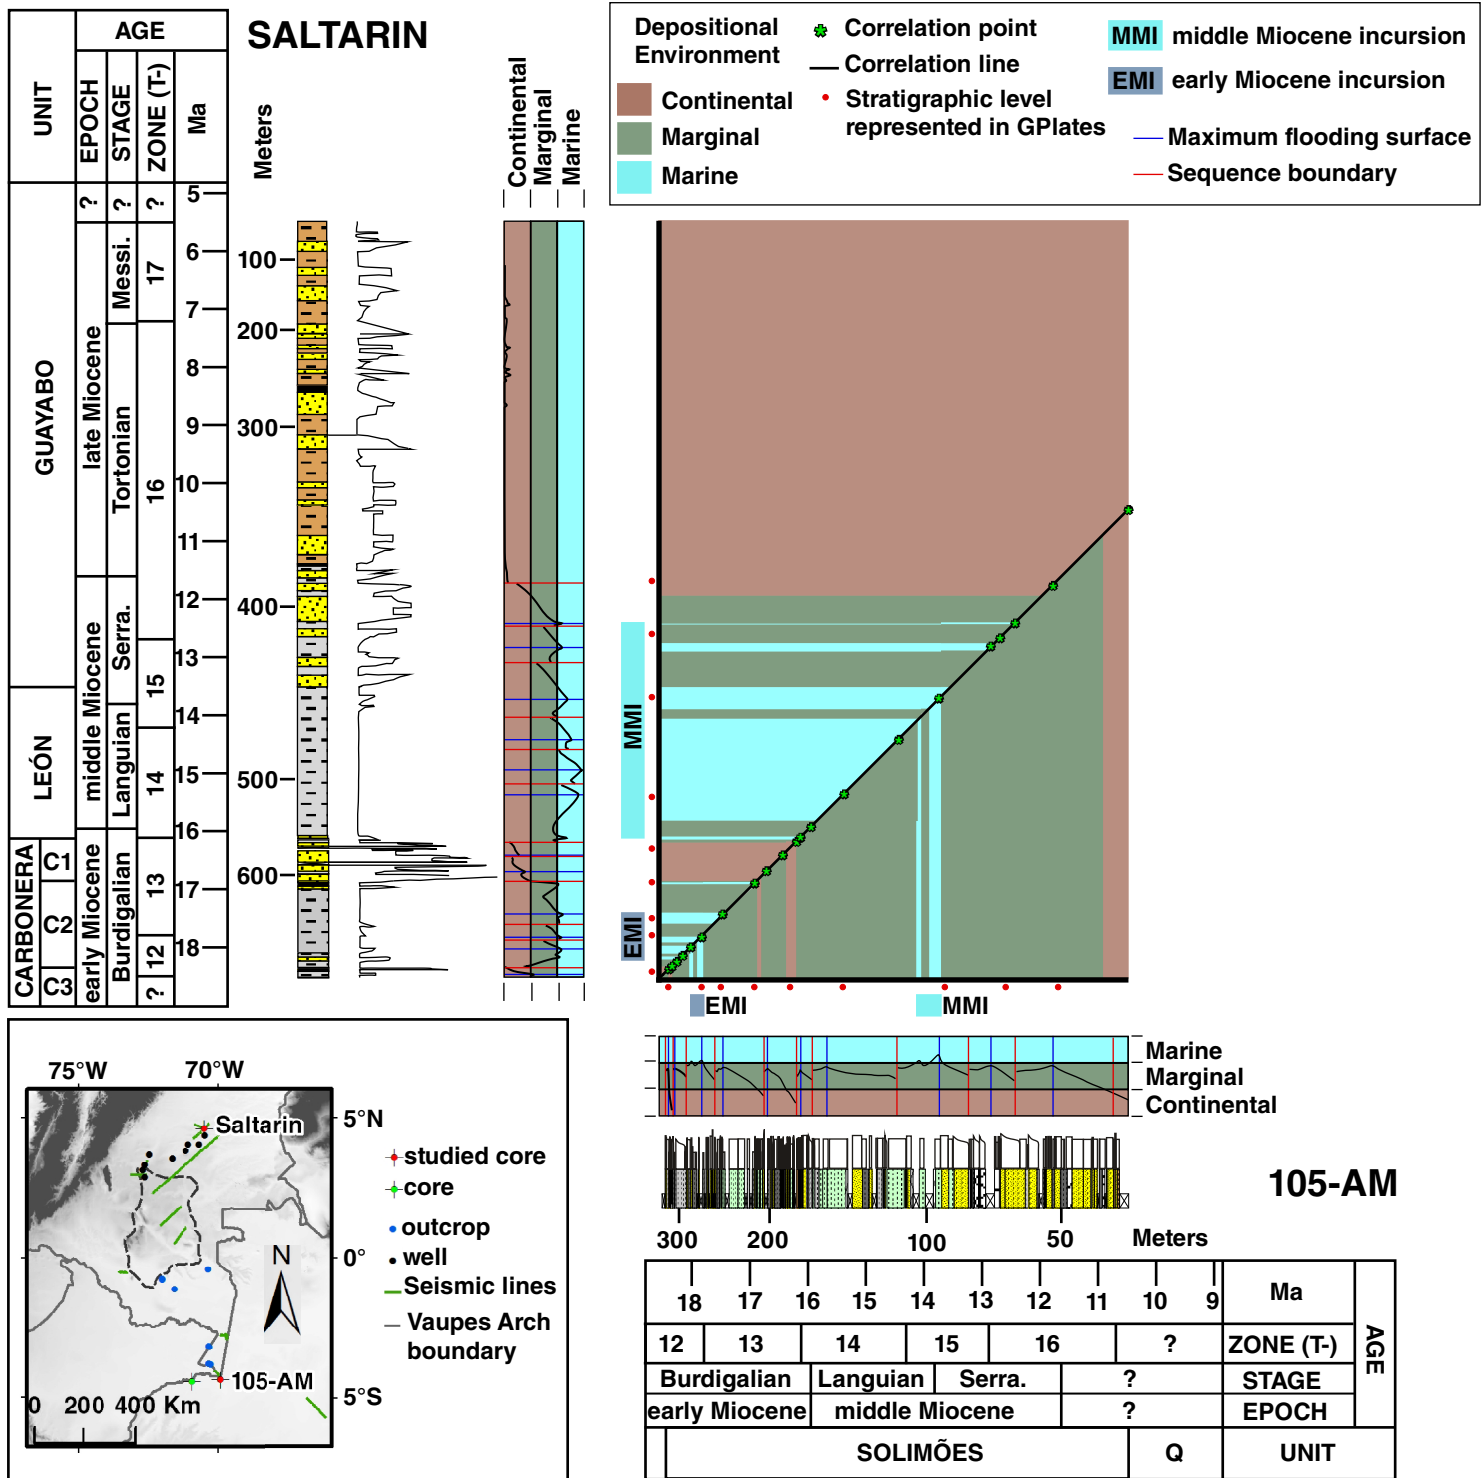 SALTARIN
UNIT
AGE
EPOCH
STAGE
ZONE (T-)
Ma
Meters
Continental
Marginal
Marine
Depositional
Environment
Continental
Marginal
Marine
Correlation point
Correlation line
Stratigraphic level
represented in GPlates
MMI middle Miocene incursion
EMI early Miocene incursion
Maximum flooding surface
Sequence boundary
GUAYABO
LEÓN
CARBONERA
C1
C2
C3
?
late Miocene
middle Miocene
early Miocene
?
Messi.
Tortonian
Serra.
Languian
Burdigalian
?
17
16
15
14
13
12
?
5
6
7
8
9
10
11
12
13
14
15
16
17
18
100
200
300
400
500
600
MMI
EMI
EMI
MMI
Marine
Marginal
Continental
105-AM
300 200 100 50 Meters
18 17 16 15 14 13 12 11 10 9 Ma
12 13 14 15 16 ? ZONE (T-)
Burdigalian Languian Serra. ? STAGE
early Miocene middle Miocene ? EPOCH
SOLIMÕES Q UNIT
AGE
75°W 70°W
5°N
0°
5°S
Saltarin
105-AM
N
0 200 400 Km
studied core
core
outcrop
well
Seismic lines
Vaupes Arch
boundary